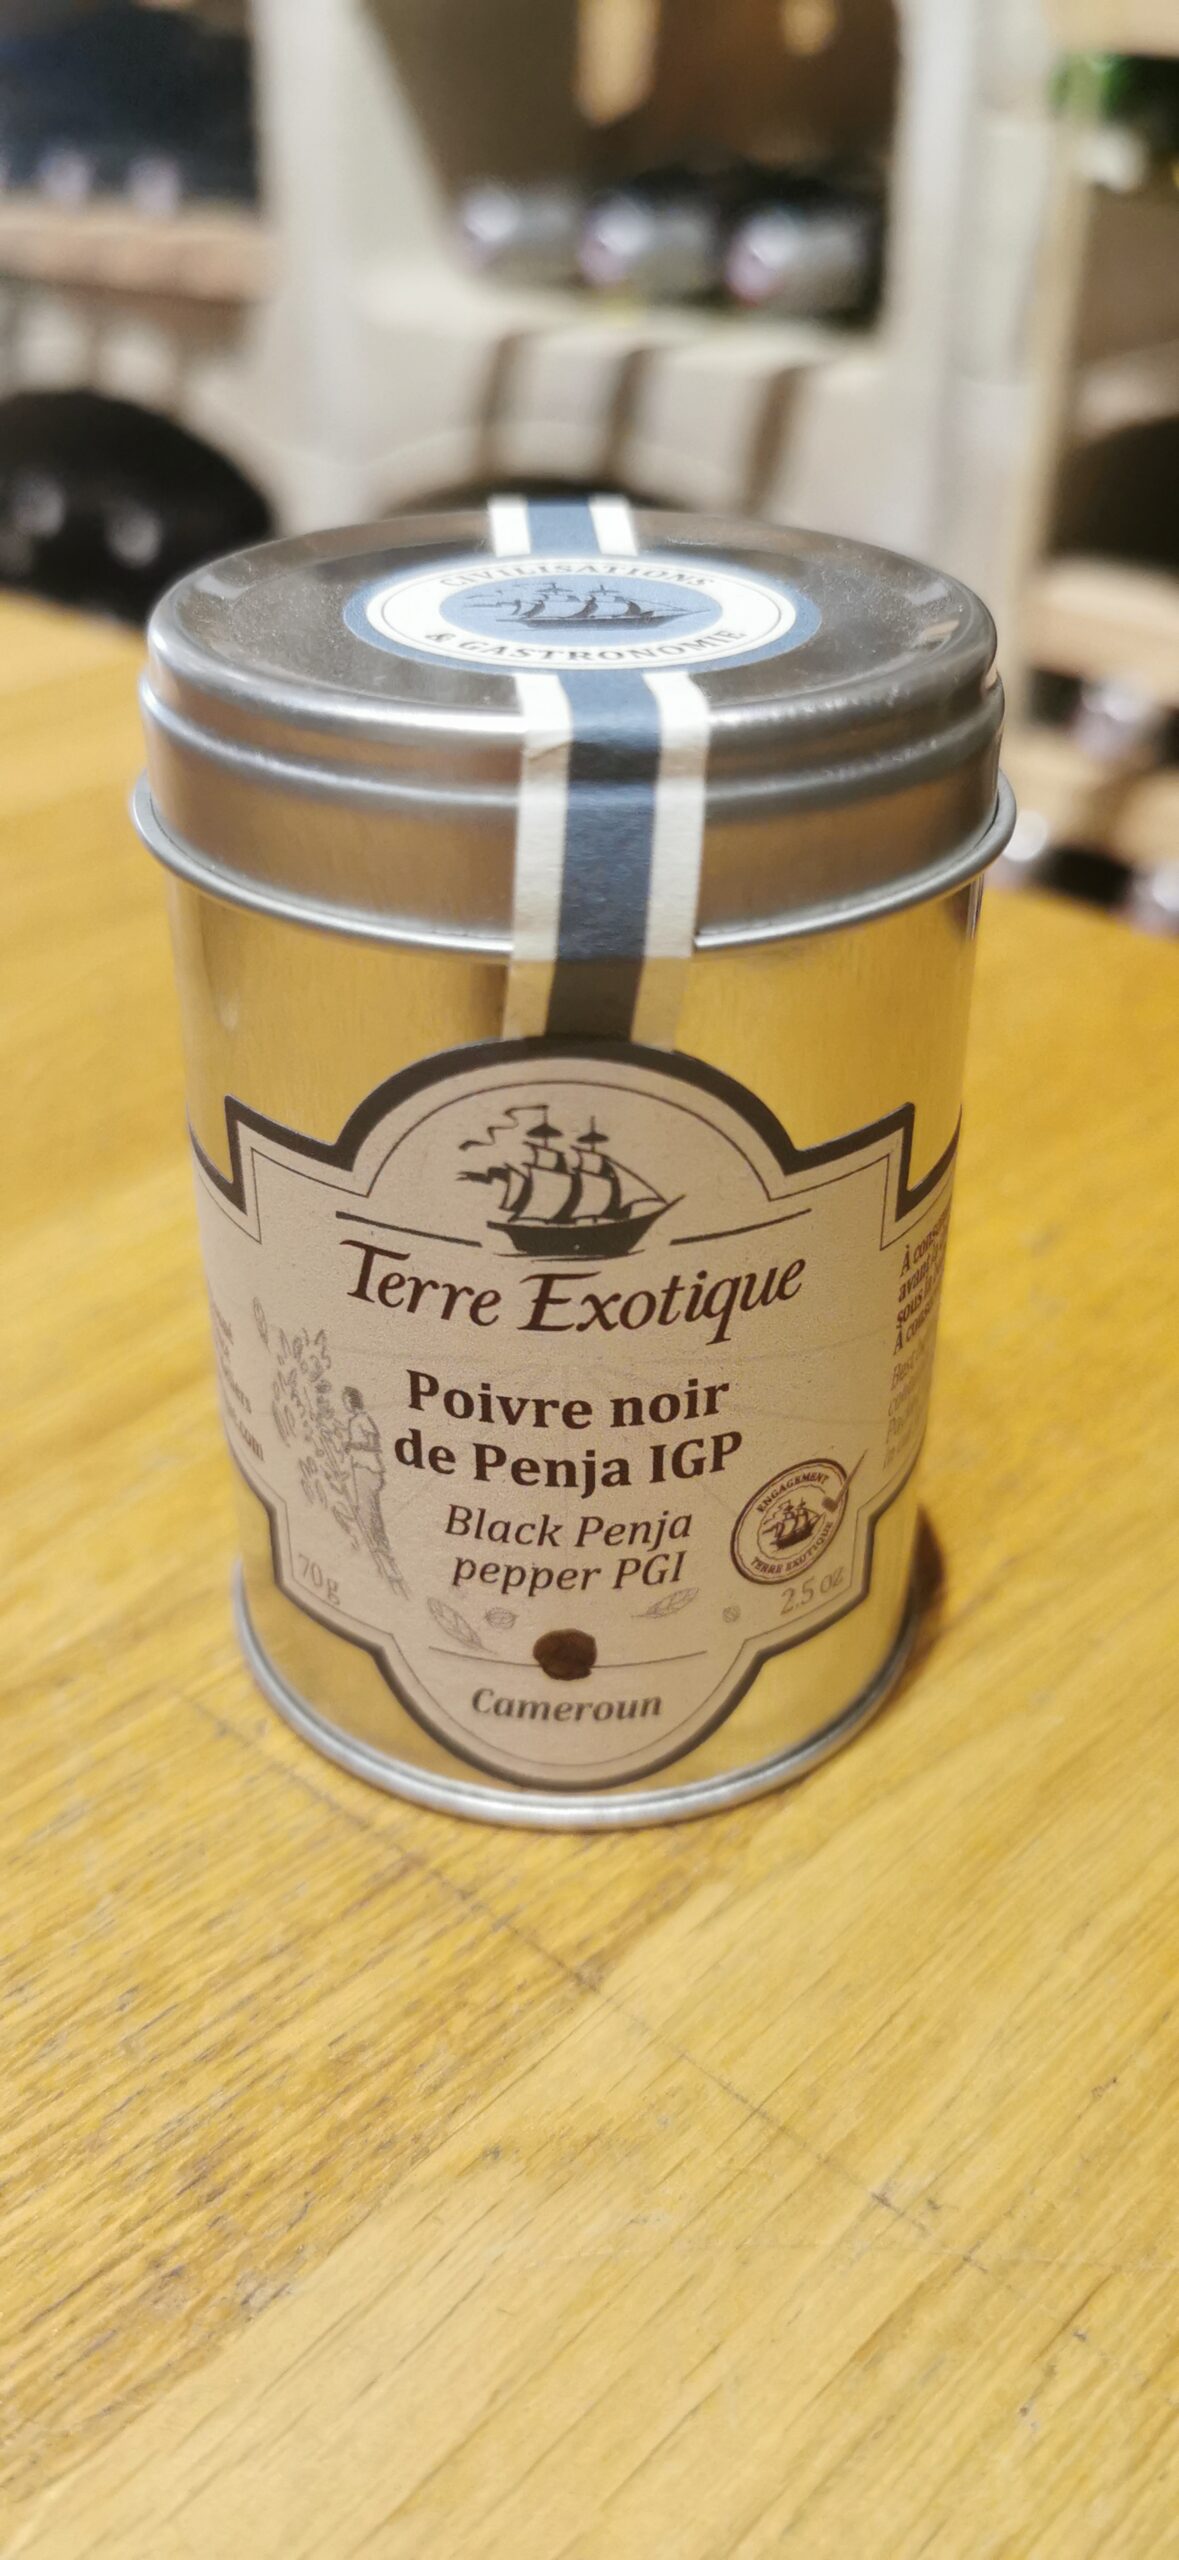 CIVILISATIONS
& GASTRONOMIE
Terre Exotique
Poivre noir
de Penja IGP
Black Penja
pepper PGI
ENGAGEMENT
TERRE EXOTIQUE
70 g
2.5 oz
Cameroun